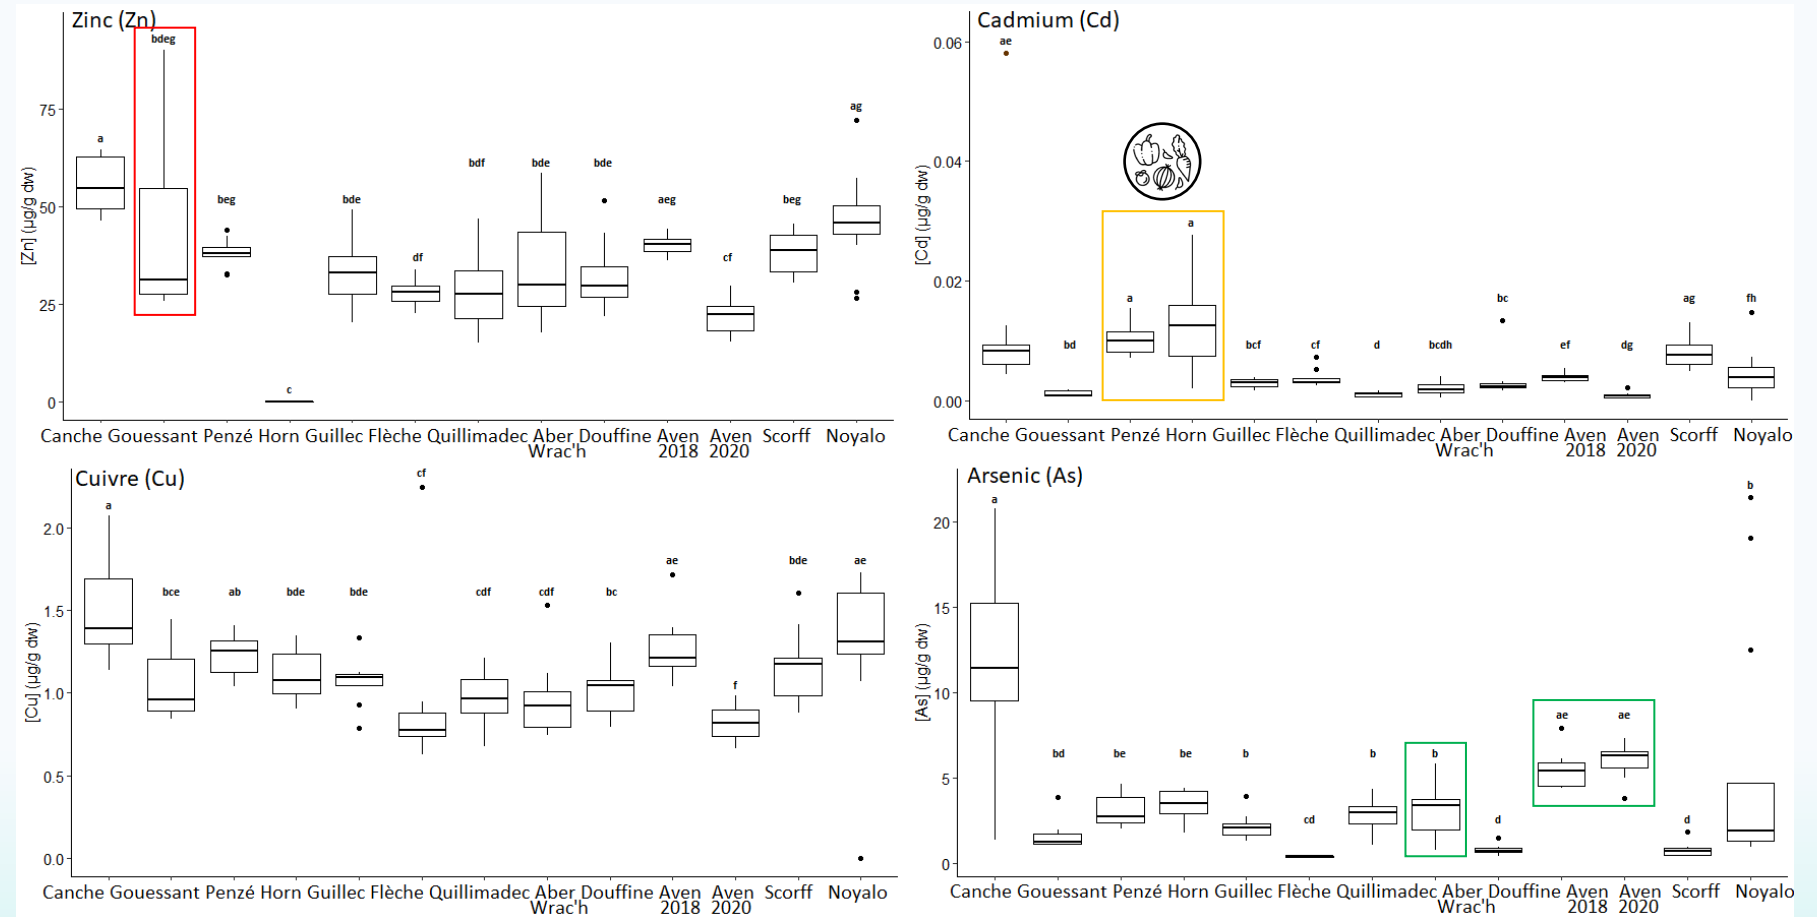 Zinc (Zn)
bdeg
a
beg
bde
df
bdf
bde
bde
aeg
cf
beg
ag
c
75
50
25
0
[Zn] (µg/g dw)
Canche Gouessant Penzé Horn Guillec Flèche Quillimadec Aber Douffine Aven Aven Scorff Noyalo
Wrac'h 2018 2020
Cadmium (Cd)
ae
bd
a
a
bcf
cf
d
bcdh
bc
ef
dg
ag
fh
0.06
0.04
0.02
0.00
[Cd] (µg/g dw)
Canche Gouessant Penzé Horn Guillec Flèche Quillimadec Aber Douffine Aven Aven Scorff Noyalo
Wrac'h 2018 2020
Cuivre (Cu)
a
bce
ab
bde
bde
cf
cdf
cdf
bc
ae
f
bde
ae
2.0
1.5
1.0
0.5
0.0
[Cu] (µg/g dw)
Canche Gouessant Penzé Horn Guillec Flèche Quillimadec Aber Douffine Aven Aven Scorff Noyalo
Wrac'h 2018 2020
Arsenic (As)
a
bd
be
be
b
cd
b
b
d
ae
ae
d
b
20
15
10
5
0
[As] (µg/g dw)
Canche Gouessant Penzé Horn Guillec Flèche Quillimadec Aber Douffine Aven Aven Scorff Noyalo
Wrac'h 2018 2020